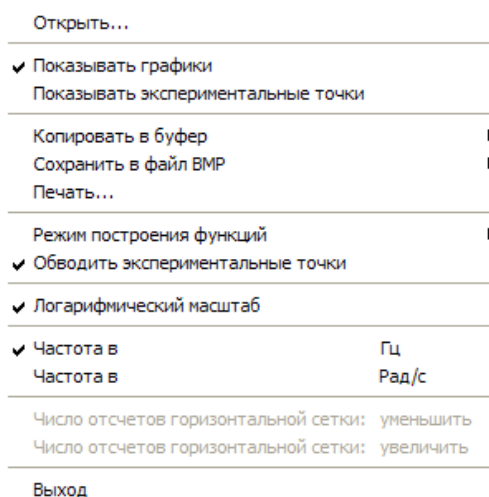 Открыть...
Показывать графики
Показывать экспериментальные точки
Копировать в буфер
Сохранить в файл BMP
Печать...
Режим построения функций
Обводить экспериментальные точки
Логарифмический масштаб
Частота в Гц
Частота в Рад/с
Число отсчетов горизонтальной сетки: уменьшить
Число отсчетов горизонтальной сетки: увеличить
Выход